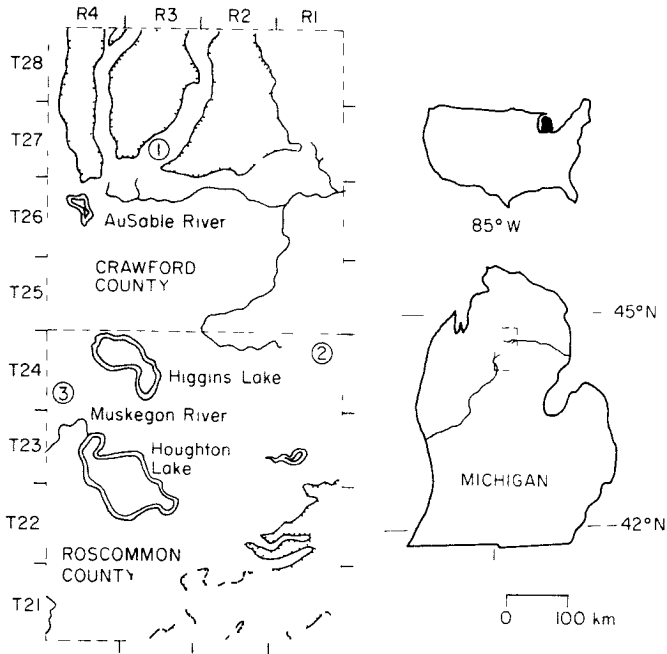 R4 R3 R2 R1
T28
T27
①
T26
AuSable River
CRAWFORD
COUNTY
T25
②
T24
Higgins Lake
③
Muskegon River
T23
Houghton
Lake
T22
ROSCOMMON
COUNTY
T21
85° W
45°N
MICHIGAN
42°N
0 100 km